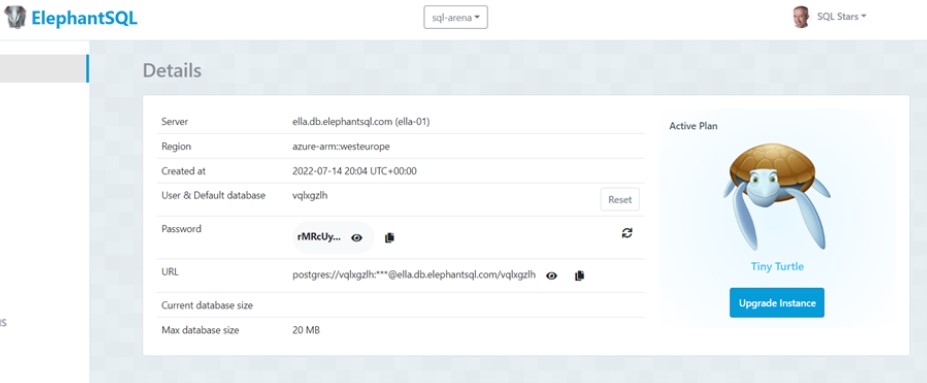 ElephantSQL
sql-arena
SQL Stars
Details
Server ella.db.elephantsql.com (ella-01)
Region azure-arm::westeurope
Created at 2022-07-14 20:04 UTC+00:00
User & Default database vqlxgzlh Reset
Password rMRcUy...
URL postgres://vqlxgzlh:***@ella.db.elephantsql.com/vqlxgzlh
Current database size
Max database size 20 MB
Active Plan
Tiny Turtle
Upgrade Instance